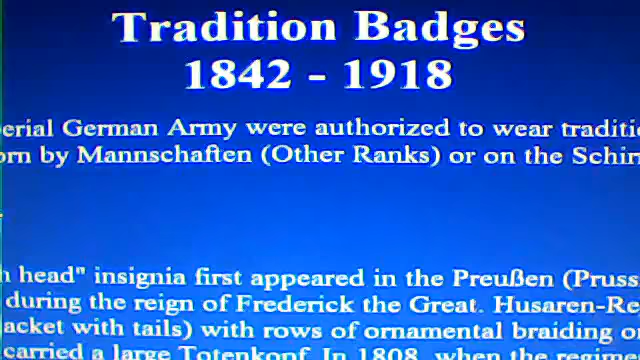 Tradition Badges
1842 - 1918
erial German Army were authorized to wear traditi
orn by Mannschaften (Other Ranks) or on the Schir
h head" insignia first appeared in the Preußen (Pruss
during the reign of Frederick the Great. Husaren-Re
acket with tails) with rows of ornamental braiding o
carried a large Totenkopf. In 1808, when the regim